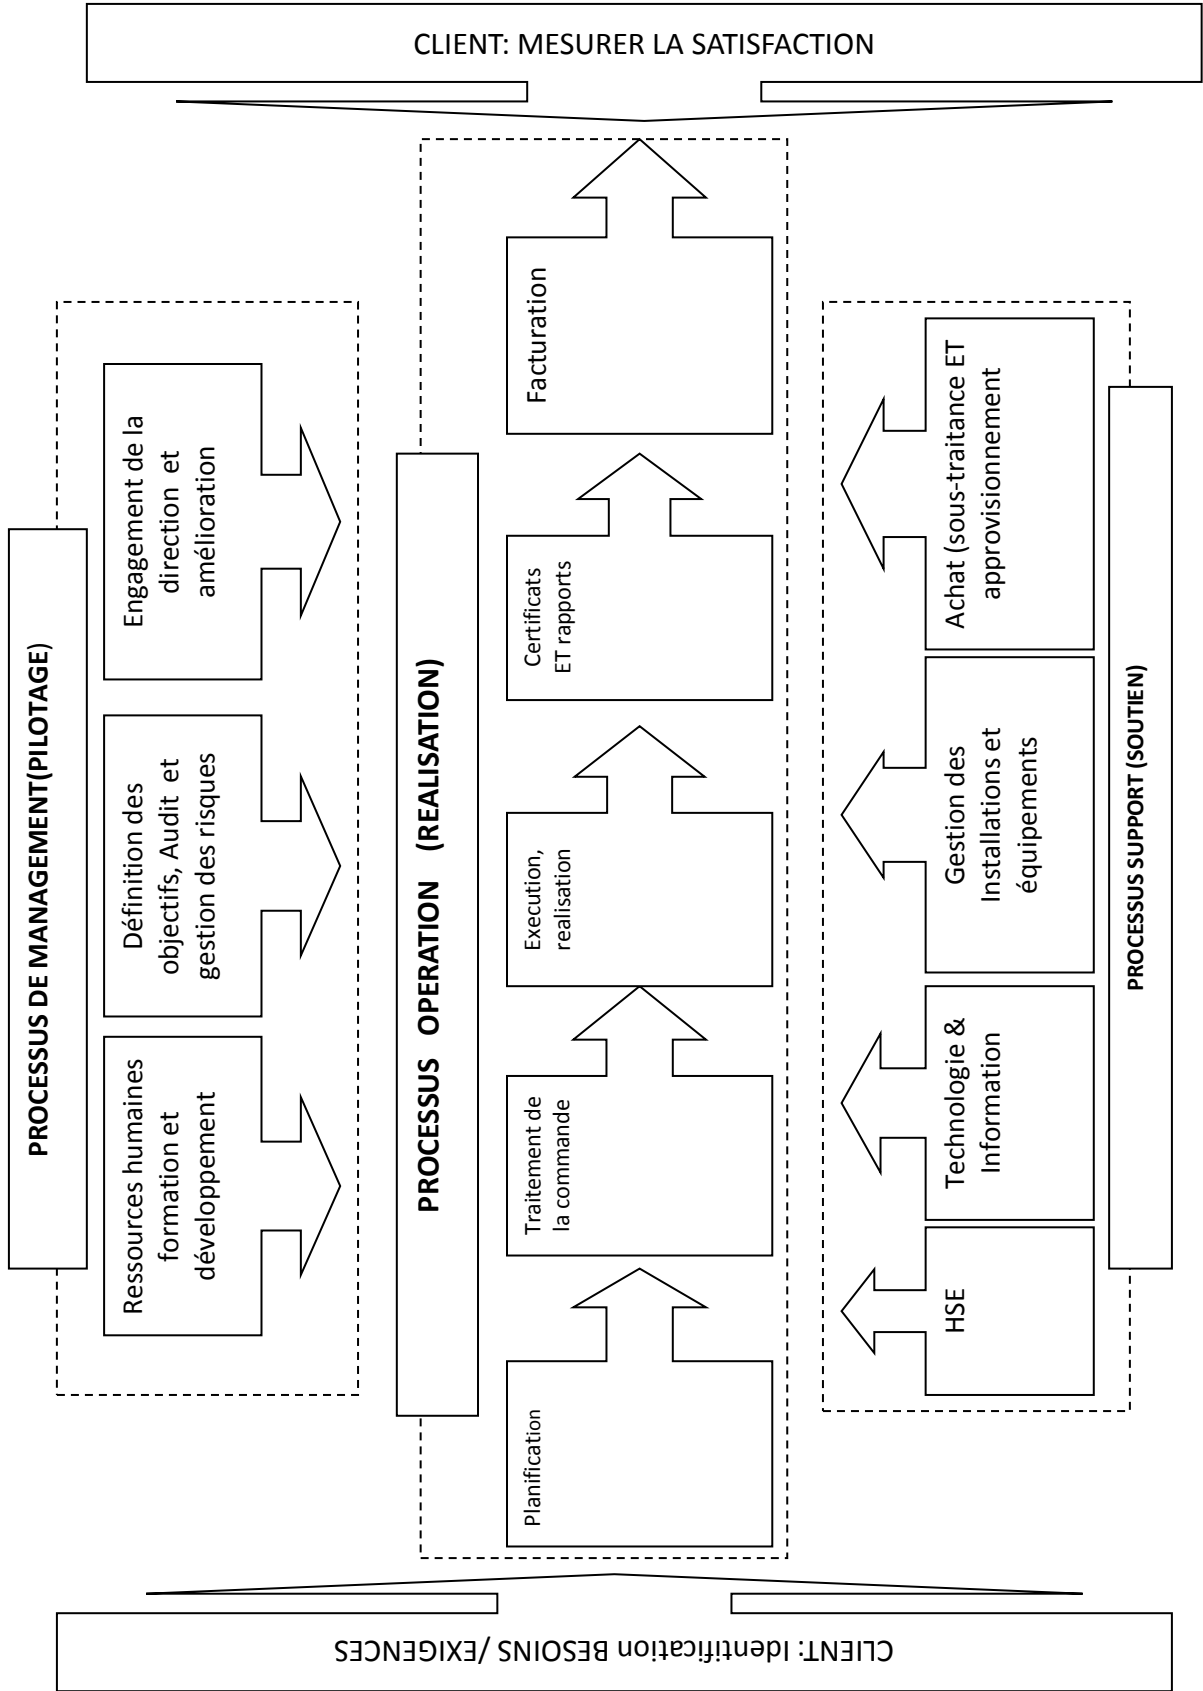 CLIENT: MESURER LA SATISFACTION
PROCESSUS DE MANAGEMENT(PILOTAGE)
Ressources humaines
formation et
développement
Définition des
objectifs, Audit et
gestion des risques
Engagement de la
direction et
amélioration
PROCESSUS OPERATION (REALISATION)
Planification
Traitement de
la commande
Execution,
realisation
Certificats
ET rapports
Facturation
HSE
Technologie &
Information
Gestion des
Installations et
équipements
Achat (sous-traitance ET
approvisionnement
PROCESSUS SUPPORT (SOUTIEN)
CLIENT: Identification BESOINS /EXIGENCES